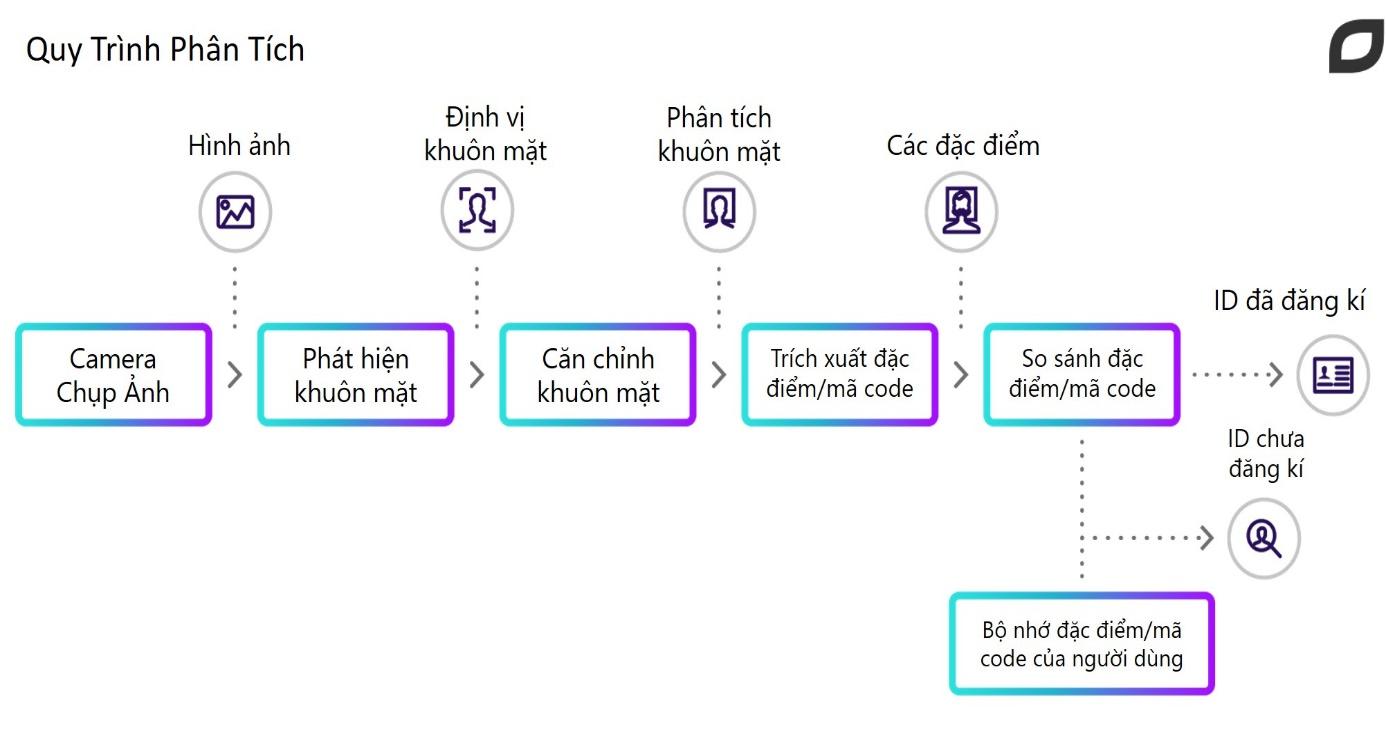 Quy Trình Phân Tích
Hình ảnh
Định vị
khuôn mặt
Phân tích
khuôn mặt
Các đặc điểm
Camera
Chụp Ảnh
Phát hiện
khuôn mặt
Căn chỉnh
khuôn mặt
Trích xuất đặc
điểm/mã code
So sánh đặc
điểm/mã code
ID đã đăng kí
ID chưa
đăng kí
Bộ nhớ đặc điểm/mã
code của người dùng